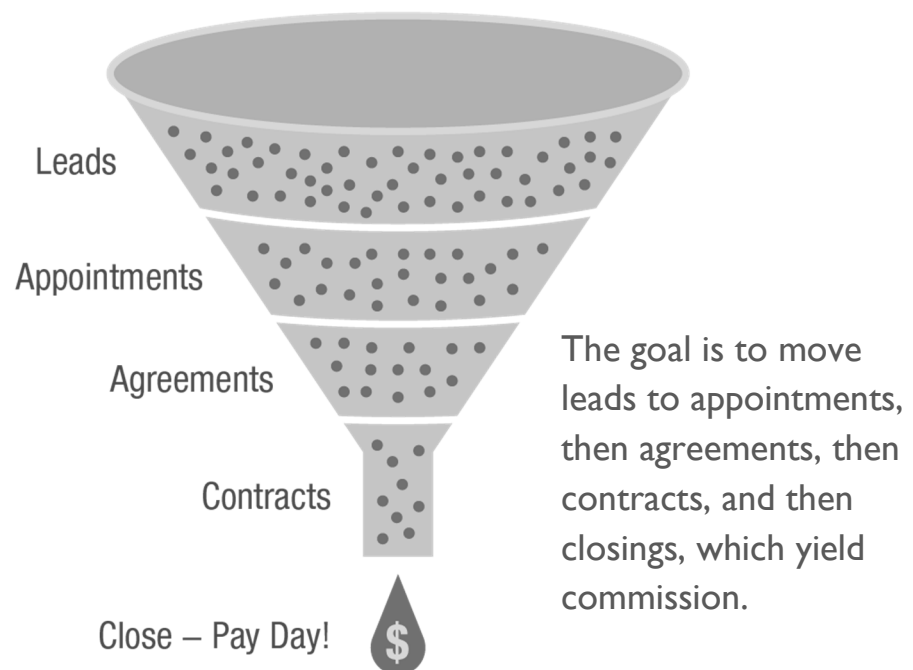 Leads
Appointments
Agreements
Contracts
Close – Pay Day!
$
The goal is to move
leads to appointments,
then agreements, then
contracts, and then
closings, which yield
commission.